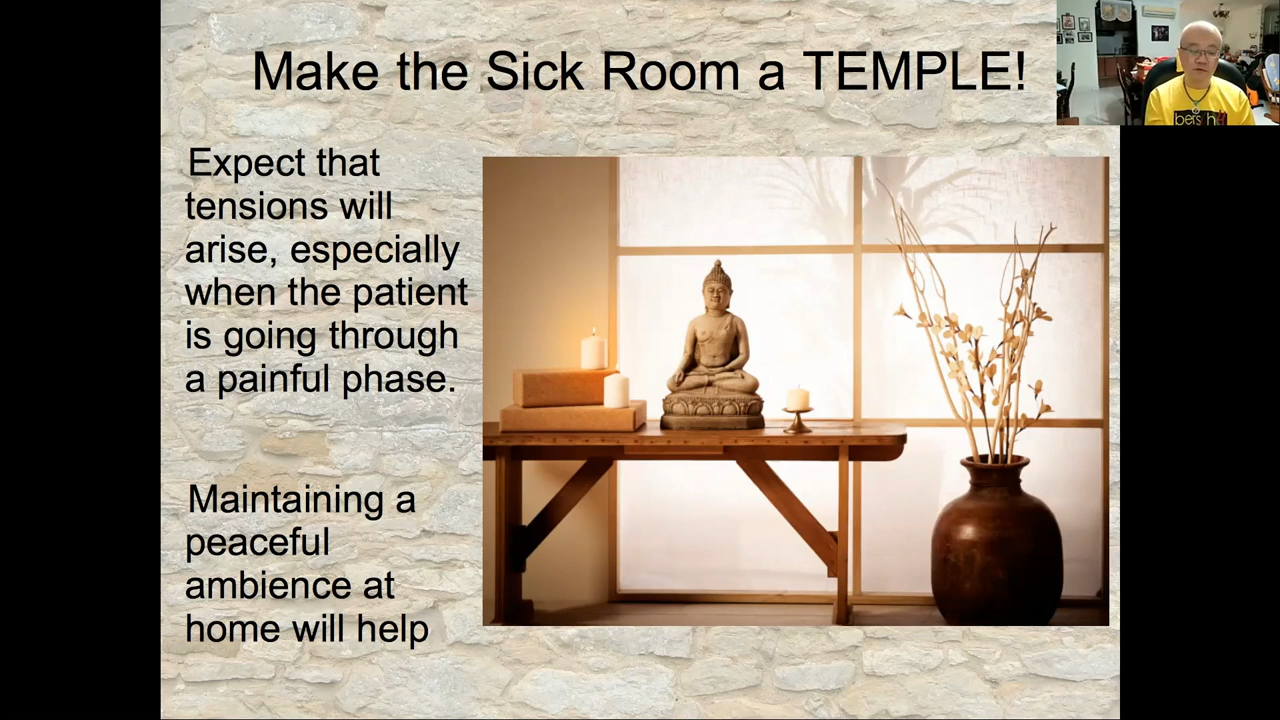 Make the Sick Room a TEMPLE!
Expect that
tensions will
arise, especially
when the patient
is going through
a painful phase.
Maintaining a
peaceful
ambience at
home will help